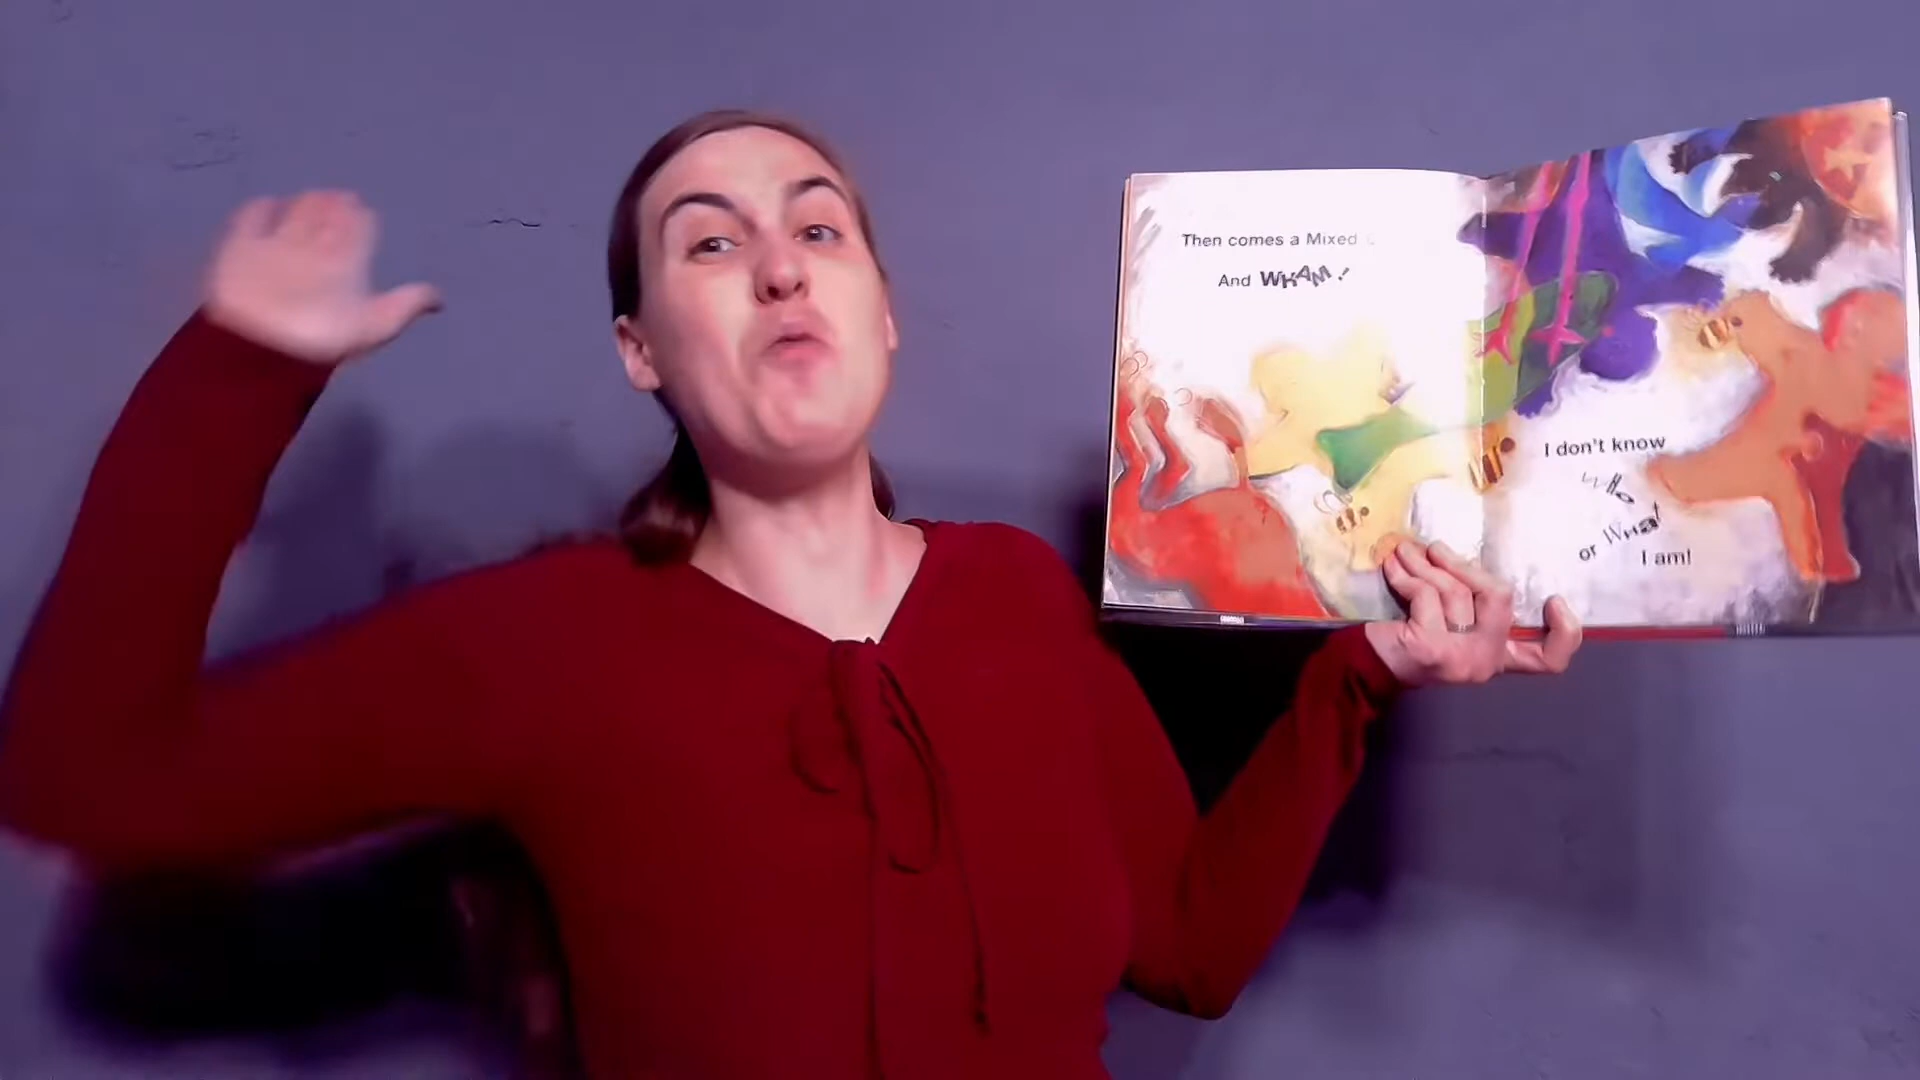 Then comes a Mixed
And WHAM!
I don't know
who
or What
I am!